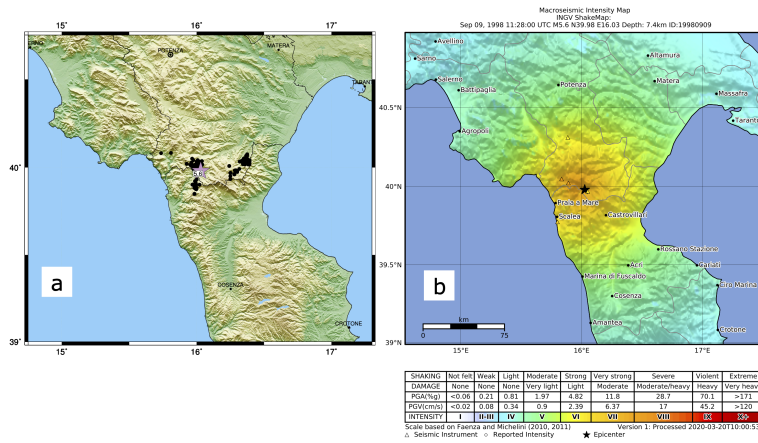 15˚ 16˚ 17˚
POTENZA
MATERA
40˚
5.6
COSENZA
CROTONE
a
39˚
15˚ 16˚ 17˚
Macroseismic Intensity Map
INGV ShakeMap:
Sep 09, 1998 11:28:00 UTC M5.6 N39.98 E16.03 Depth: 7.4km ID:19980909
Avellino
Altamura
Sarno
Salerno
Potenza
Matera
Battipaglia
Massafra
40.5°N
Taranto
Agropoli
40°N
Praia a Mare
Scalea
Castrovillari
Rossano Stazione
39.5°N
Acri
Cariati
Marina di Fuscaldo
Ciro Marina
Cosenza
b
km
0 75
Amantea
Crotone
39°N
15°E 16°E 17°E
SHAKING Not felt Weak Light Moderate Strong Very strong Severe Violent Extreme
DAMAGE None None None Very light Light Moderate Moderate/heavy Heavy Very heavy
PGA(%g) <0.06 0.21 0.81 1.97 4.82 11.8 28.7 70.1 >171
PGV(cm/s) <0.02 0.08 0.34 0.9 2.39 6.37 17 45.2 >120
INTENSITY I II-III IV V VI VII VIII IX X+
Scale based on Faenza and Michelini (2010, 2011) Version 1: Processed 2020-03-20T10:00:53
△ Seismic Instrument ○ Reported Intensity ★ Epicenter